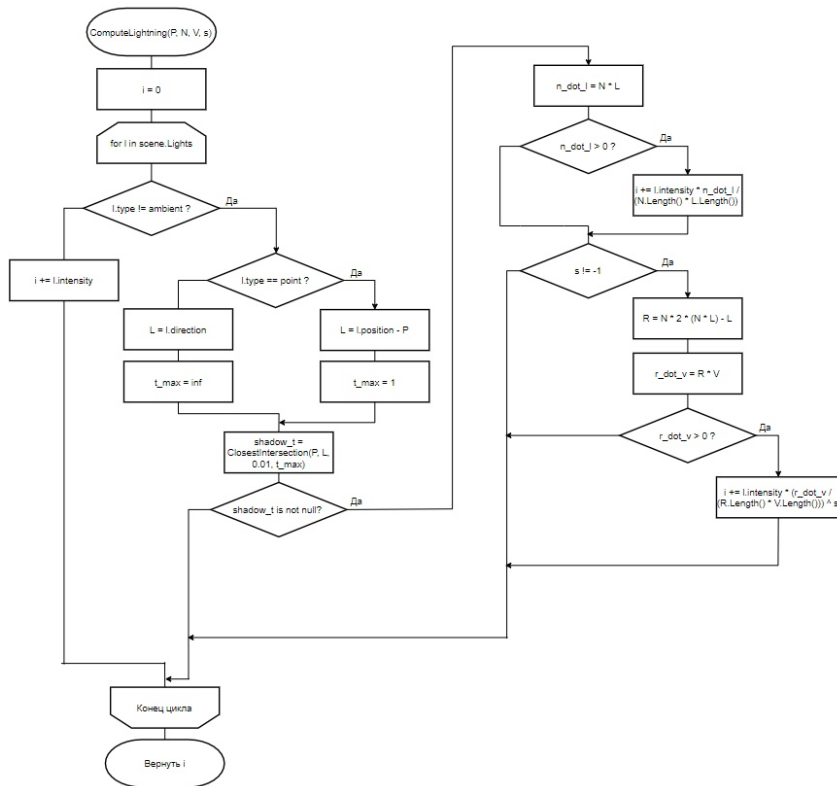 ComputeLightning(P, N, V, s)
i = 0
for l in scene.Lights
l.type != ambient ?
Да
i += l.intensity
l.type == point ?
Да
L = l.direction
L = l.position - P
t_max = inf
t_max = 1
shadow_t =
ClosestIntersection(P, L,
0.01, t_max)
shadow_t is not null?
Да
n_dot_l = N * L
n_dot_l > 0 ?
Да
i += l.intensity * n_dot_l /
(N.Length() * L.Length())
s != -1
Да
R = N * 2 * (N * L) - L
r_dot_v = R * V
r_dot_v > 0 ?
Да
i += l.intensity * (r_dot_v /
(R.Length() * V.Length())) ^ s
Конец цикла
Вернуть i